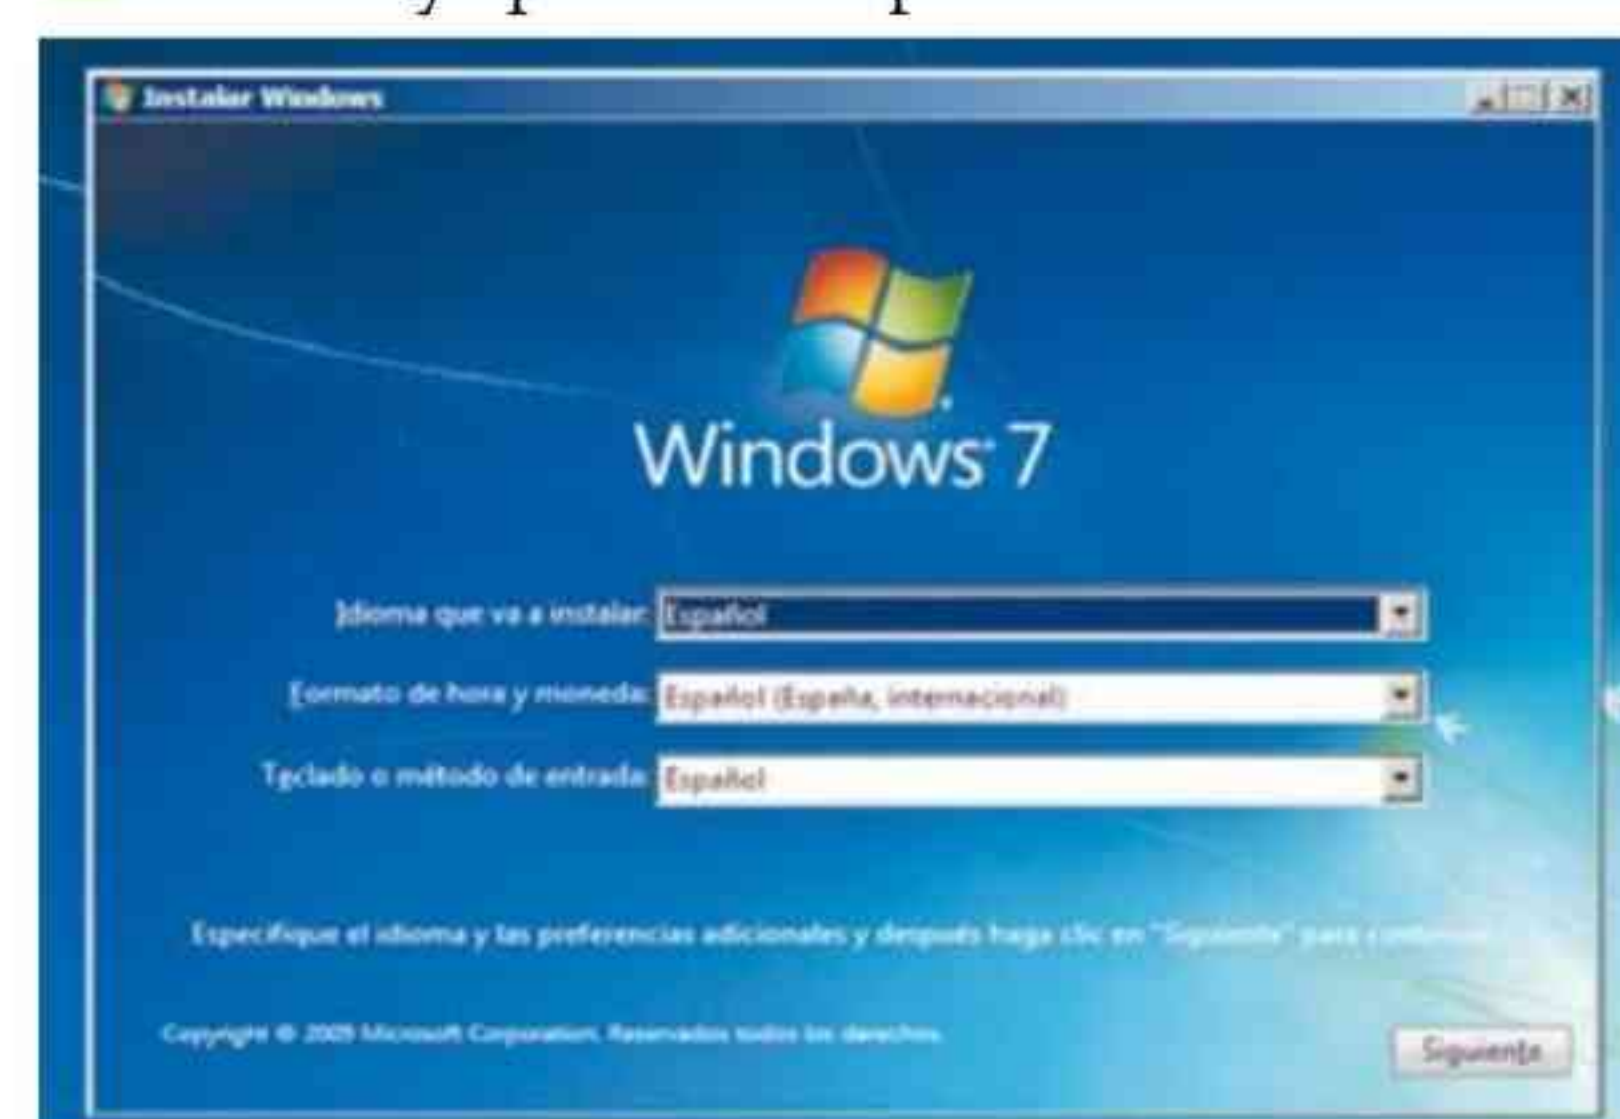 Instalar Windows
Windows 7
Idioma que va a instalar: Español
Formato de hora y moneda: Español (España, internacional)
Teclado o método de entrada: Español
Especifique el idioma y las preferencias adicionales y después haga clic en "Siguiente" para continuar.
Copyright © 2009 Microsoft Corporation. Reservados todos los derechos.
Siguiente